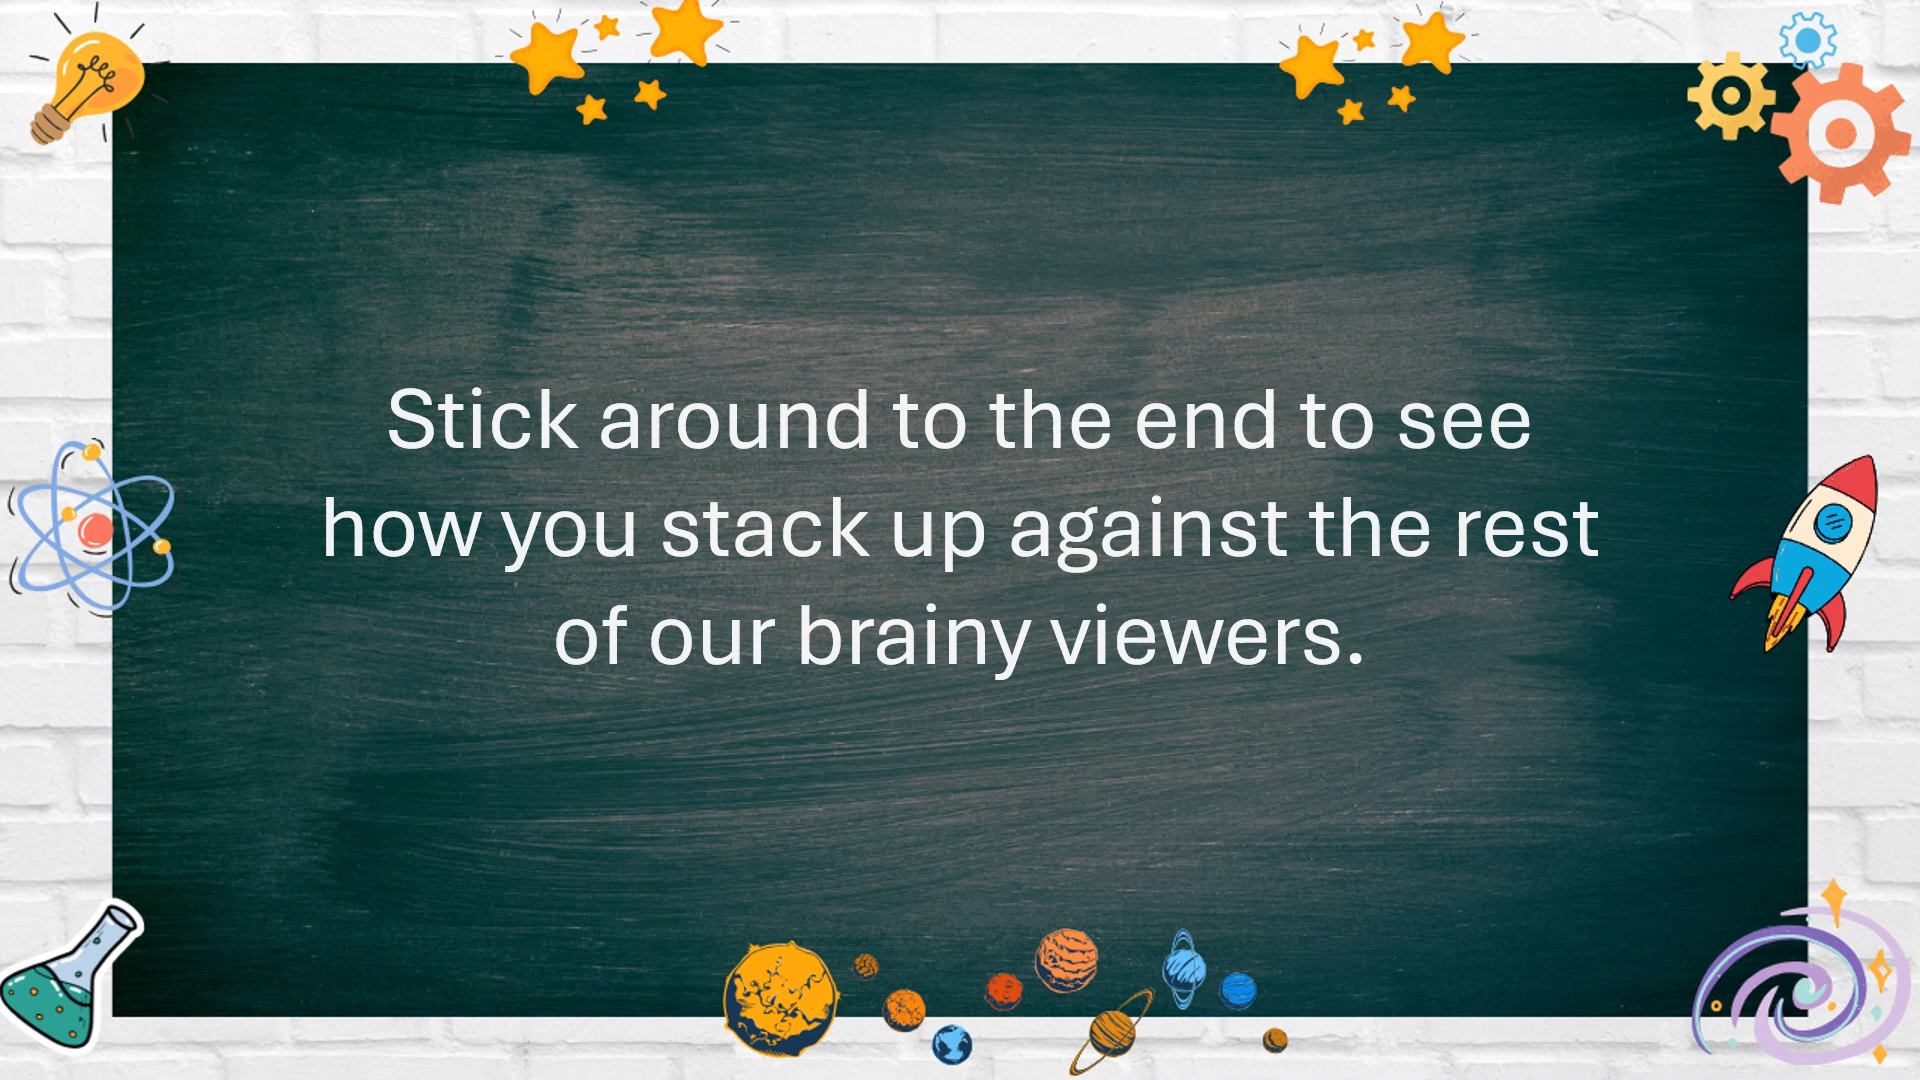 Stick around to the end to see
how you stack up against the rest
of our brainy viewers.